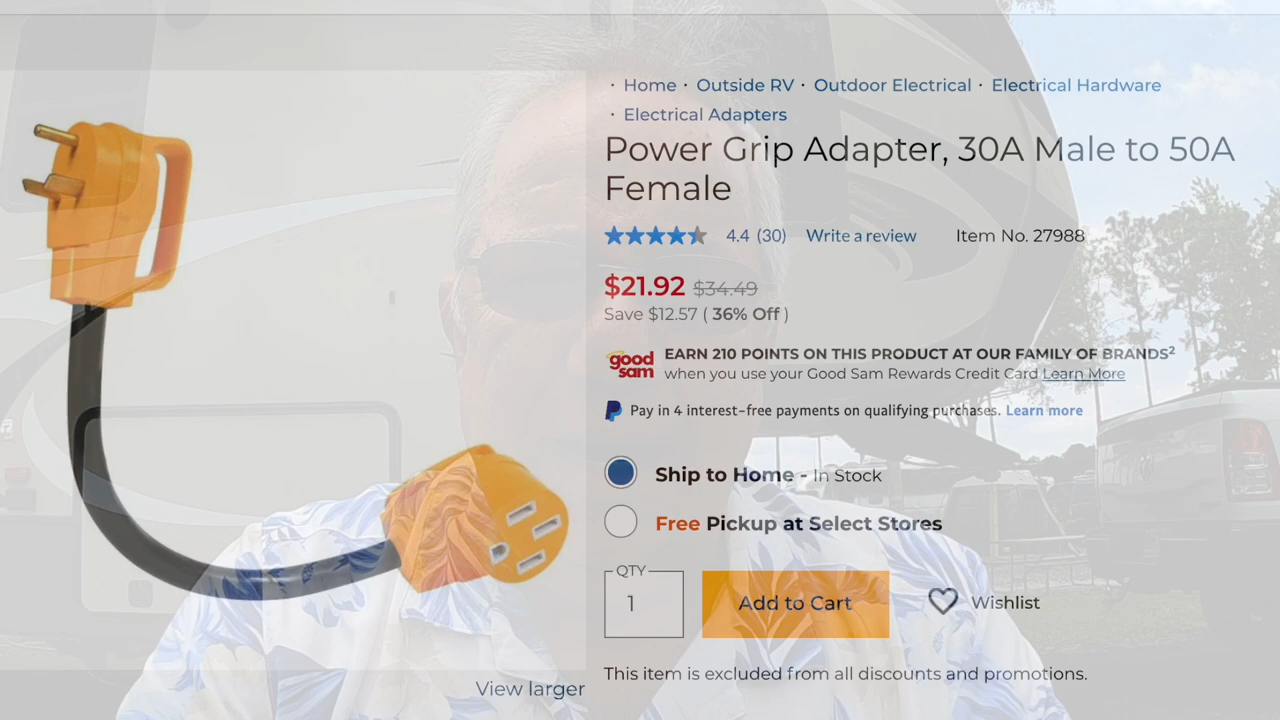 · Home · Outside RV · Outdoor Electrical · Electrical Hardware
· Electrical Adapters
Power Grip Adapter, 30A Male to 50A
Female
4.4 (30) Write a review Item No. 27988
$21.92 $34.49
Save $12.57 ( 36% Off )
good
sam
EARN 210 POINTS ON THIS PRODUCT AT OUR FAMILY OF BRANDS²
when you use your Good Sam Rewards Credit Card Learn More
Pay in 4 interest-free payments on qualifying purchases. Learn more
Ship to Home - In Stock
Free Pickup at Select Stores
QTY
1
Add to Cart
Wishlist
This item is excluded from all discounts and promotions.
View larger